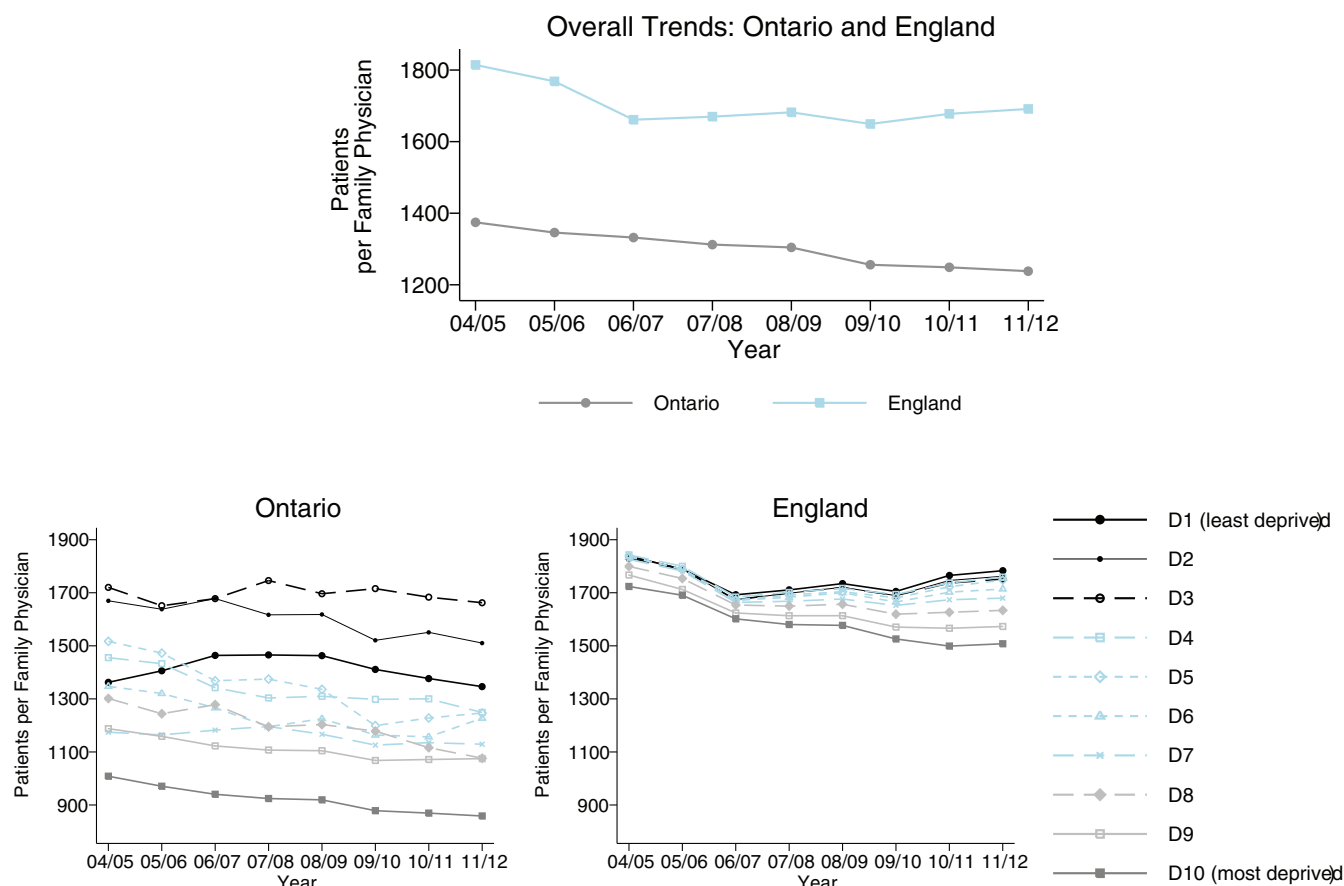 Overall Trends: Ontario and England
Patients
per Family Physician
1800
1600
1400
1200
04/05 05/06 06/07 07/08 08/09 09/10 10/11 11/12
Year
Ontario England
Ontario
Patients per Family Physician
1900
1700
1500
1300
1100
900
04/05 05/06 06/07 07/08 08/09 09/10 10/11 11/12
Year
England
Patients per Family Physician
1900
1700
1500
1300
1100
900
04/05 05/06 06/07 07/08 08/09 09/10 10/11 11/12
Year
D1 (least deprived)
D2
D3
D4
D5
D6
D7
D8
D9
D10 (most deprived)